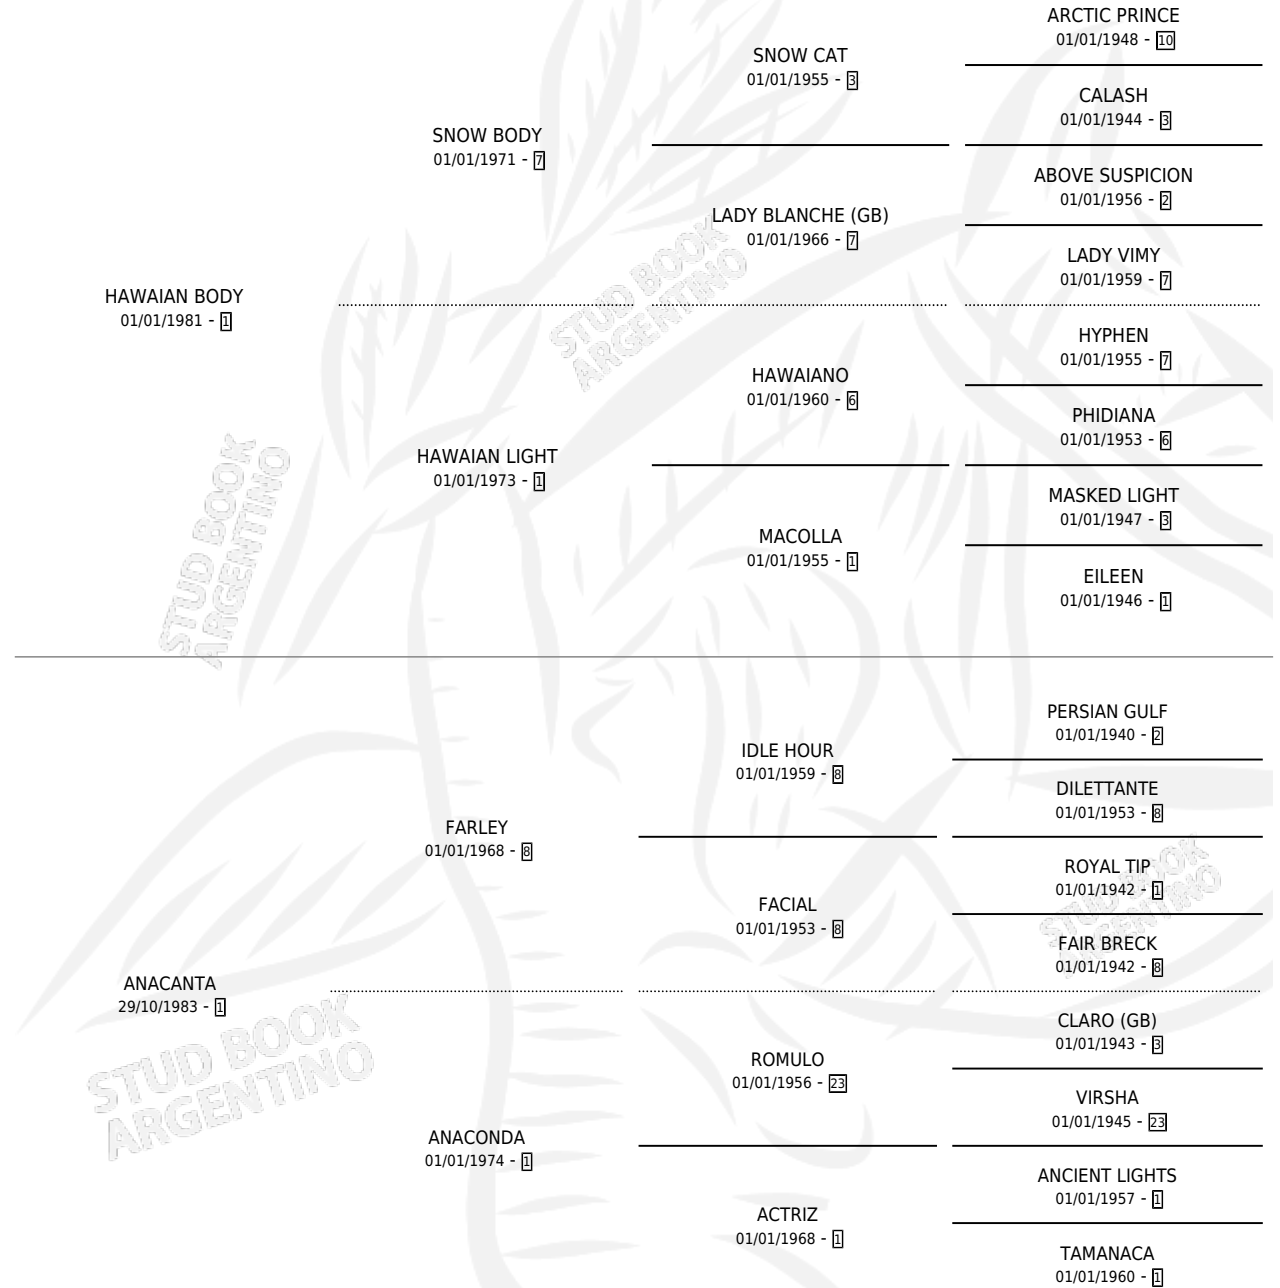 ARCTIC PRINCE
01/01/1948 - 10
SNOW CAT
01/01/1955 - 3
CALASH
01/01/1944 - 3
SNOW BODY
01/01/1971 - 7
ABOVE SUSPICION
01/01/1956 - 2
LADY BLANCHE (GB)
01/01/1966 - 7
LADY VIMY
01/01/1959 - 7
HAWAIAN BODY
01/01/1981 - 1
STUD BOOK
ARGENTINO
HYPHEN
01/01/1955 - 7
HAWAIANO
01/01/1960 - 6
PHIDIANA
01/01/1953 - 6
HAWAIAN LIGHT
01/01/1973 - 1
MASKED LIGHT
01/01/1947 - 3
MACOLLA
01/01/1955 - 1
EILEEN
01/01/1946 - 1
STUD BOOK
ARGENTINO
PERSIAN GULF
01/01/1940 - 2
IDLE HOUR
01/01/1959 - 8
DILETTANTE
01/01/1953 - 8
FARLEY
01/01/1968 - 8
ROYAL TIP
01/01/1942 - 1
FACIAL
01/01/1953 - 8
FAIR BRECK
01/01/1942 - 8
STUD BOOK
ARGENTINO
ANACANTA
29/10/1983 - 1
CLARO (GB)
01/01/1943 - 3
ROMULO
01/01/1956 - 23
VIRSHA
01/01/1945 - 23
STUD BOOK
ARGENTINO
ANACONDA
01/01/1974 - 1
ANCIENT LIGHTS
01/01/1957 - 1
ACTRIZ
01/01/1968 - 1
TAMANACA
01/01/1960 - 1